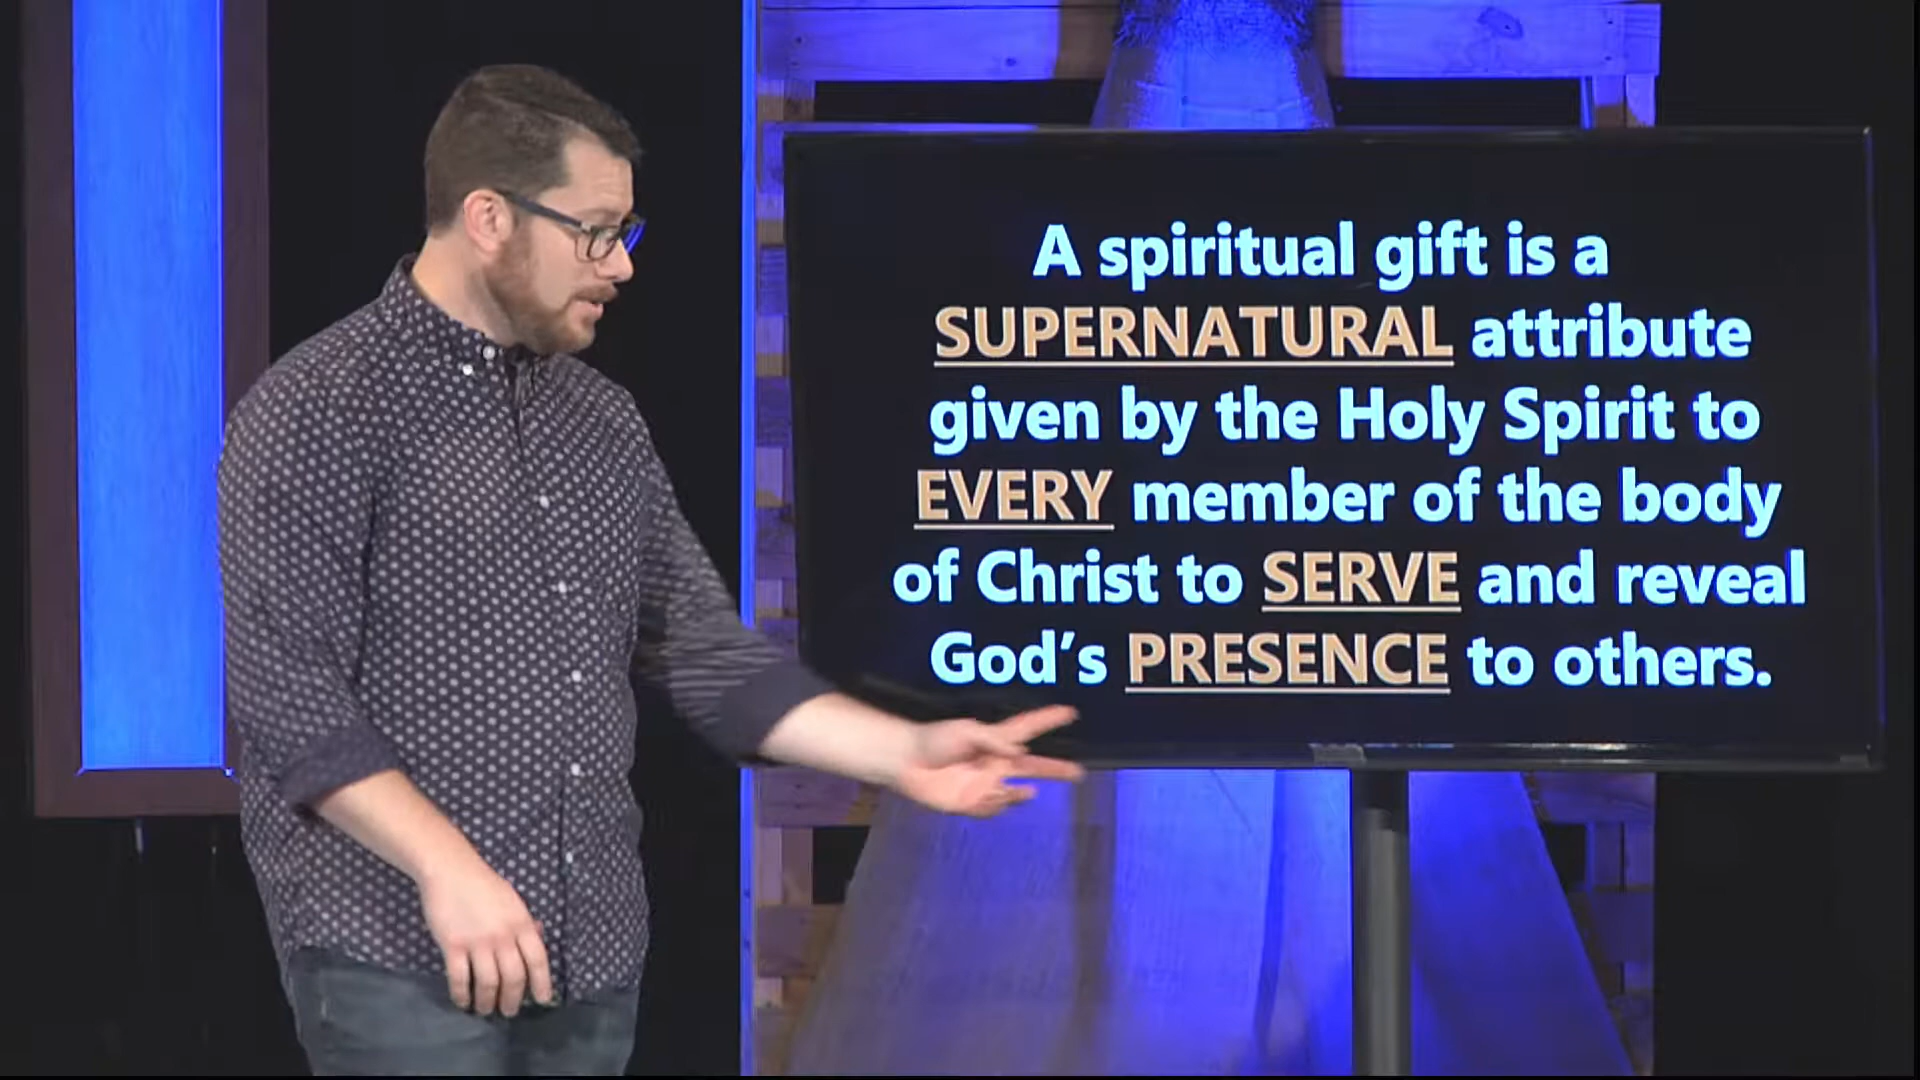 A spiritual gift is a
SUPERNATURAL attribute
given by the Holy Spirit to
EVERY member of the body
of Christ to SERVE and reveal
God’s PRESENCE to others.